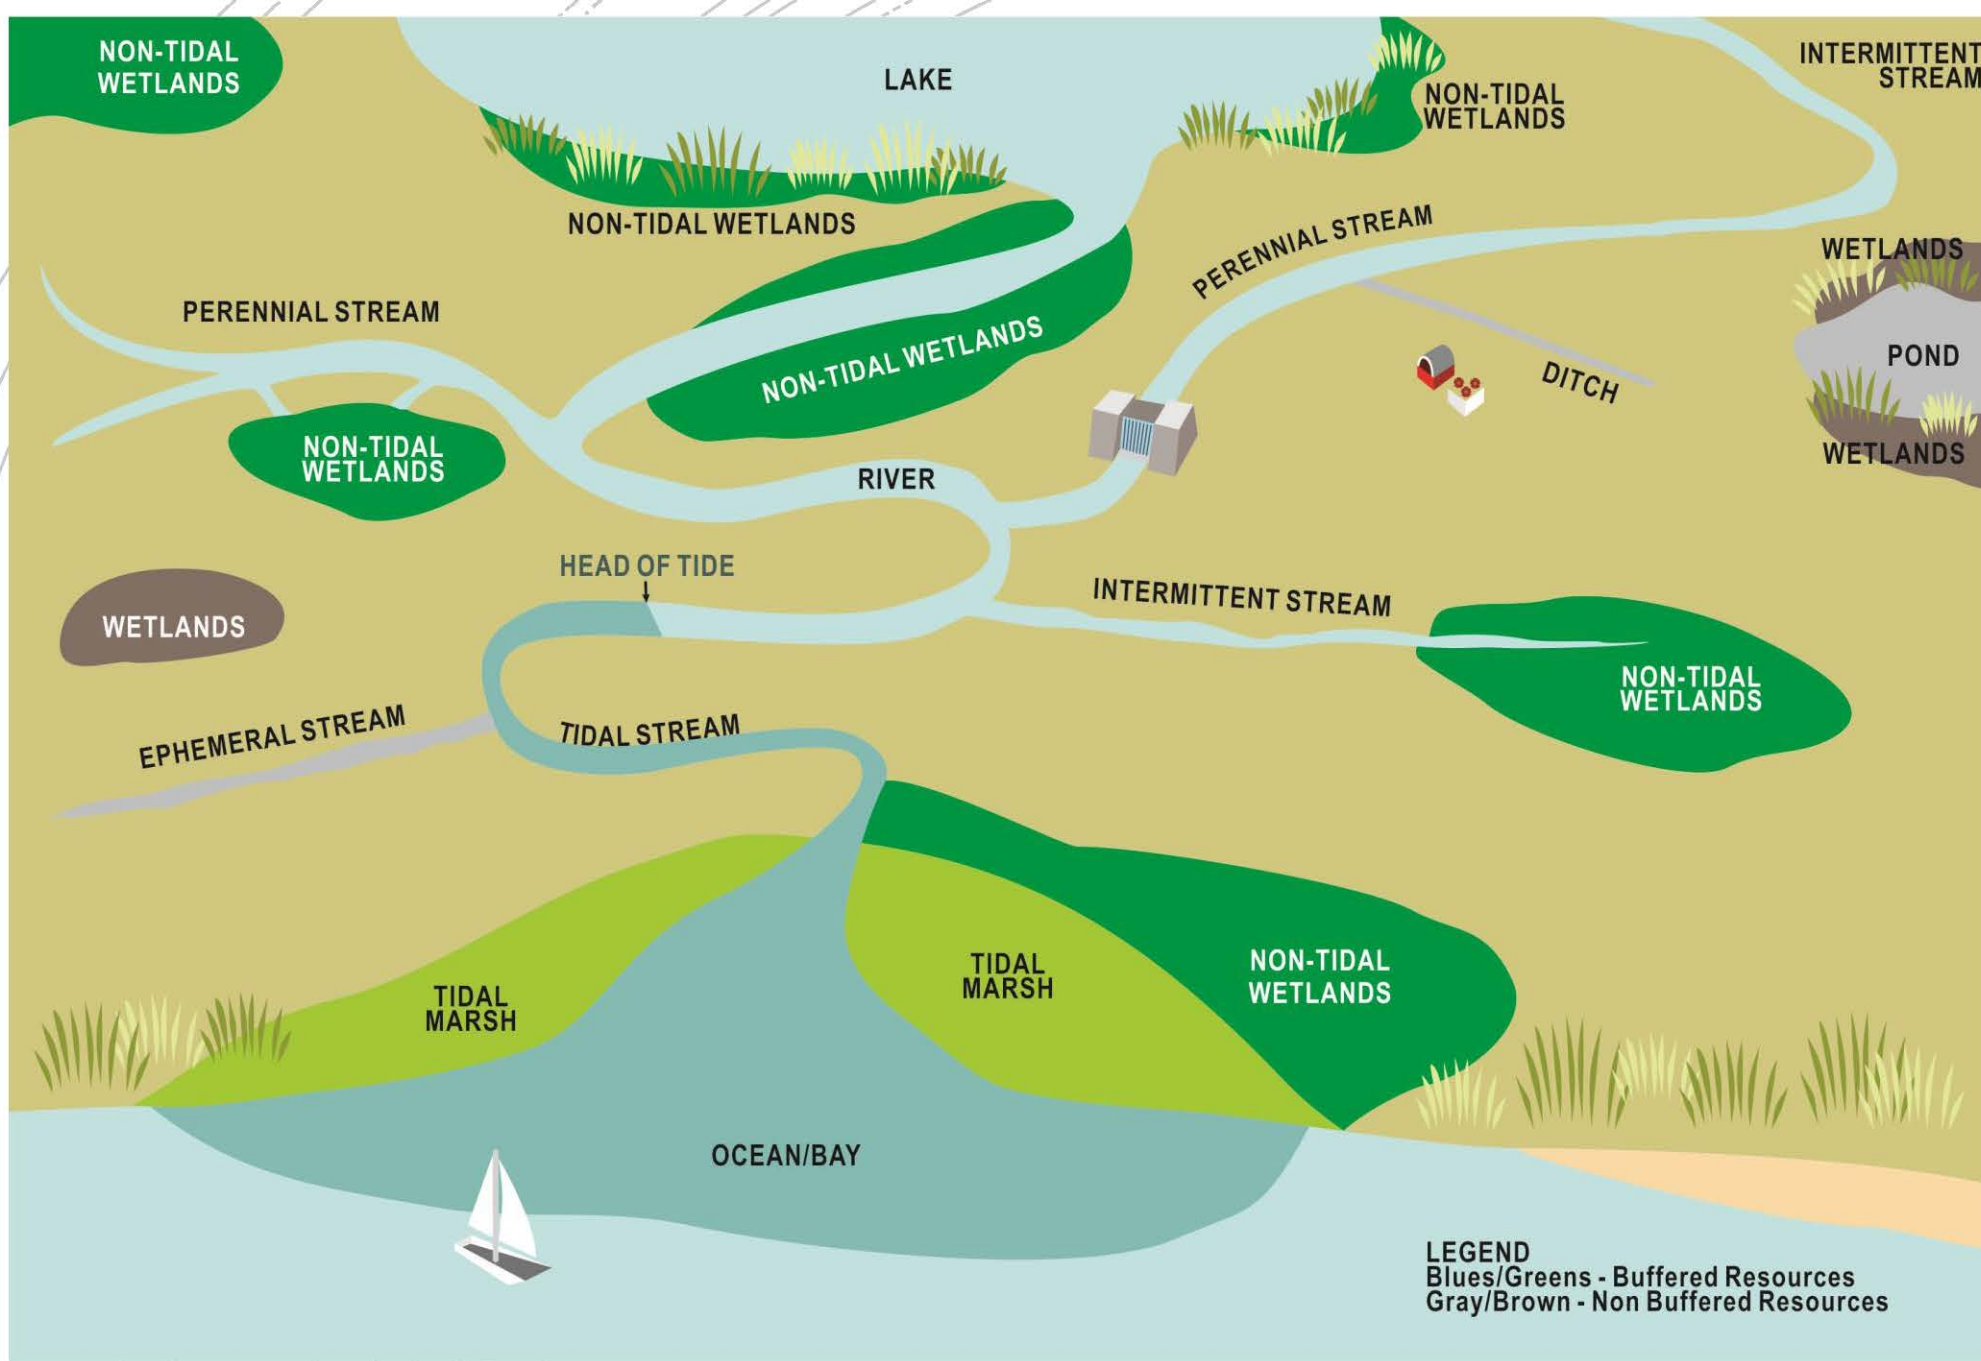 NON-TIDAL
WETLANDS
LAKE
NON-TIDAL
WETLANDS
INTERMITTENT
STREAM
NON-TIDAL WETLANDS
PERENNIAL STREAM
WETLANDS
PERENNIAL STREAM
NON-TIDAL WETLANDS
POND
DITCH
NON-TIDAL
WETLANDS
WETLANDS
RIVER
HEAD OF TIDE
INTERMITTENT STREAM
WETLANDS
NON-TIDAL
WETLANDS
EPHEMERAL STREAM
TIDAL STREAM
TIDAL
MARSH
TIDAL
MARSH
NON-TIDAL
WETLANDS
OCEAN/BAY
LEGEND
Blues/Greens - Buffered Resources
Gray/Brown - Non Buffered Resources